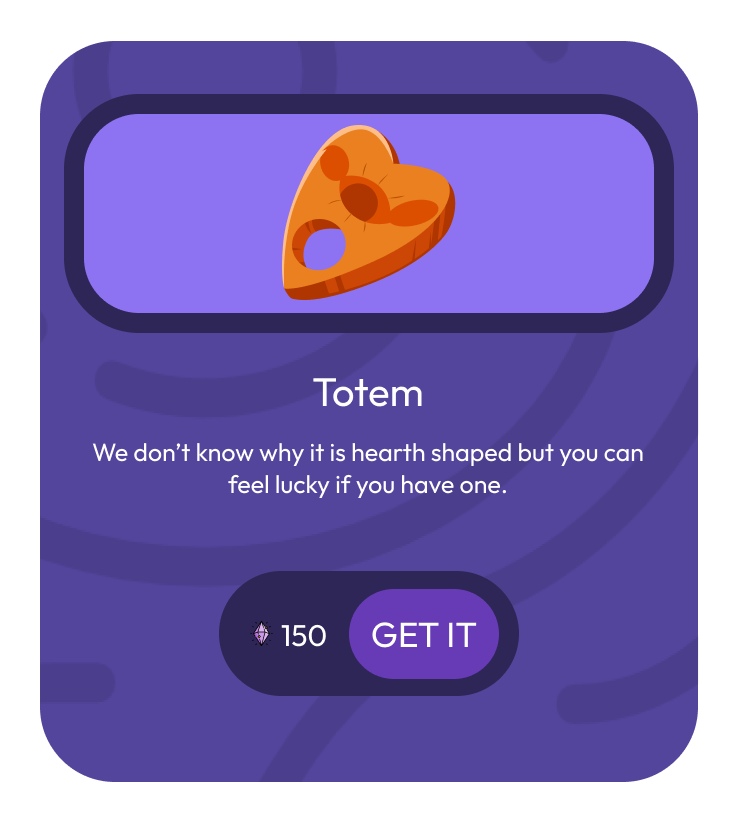 Totem
We don’t know why it is hearth shaped but you can
feel lucky if you have one.
150
GET IT